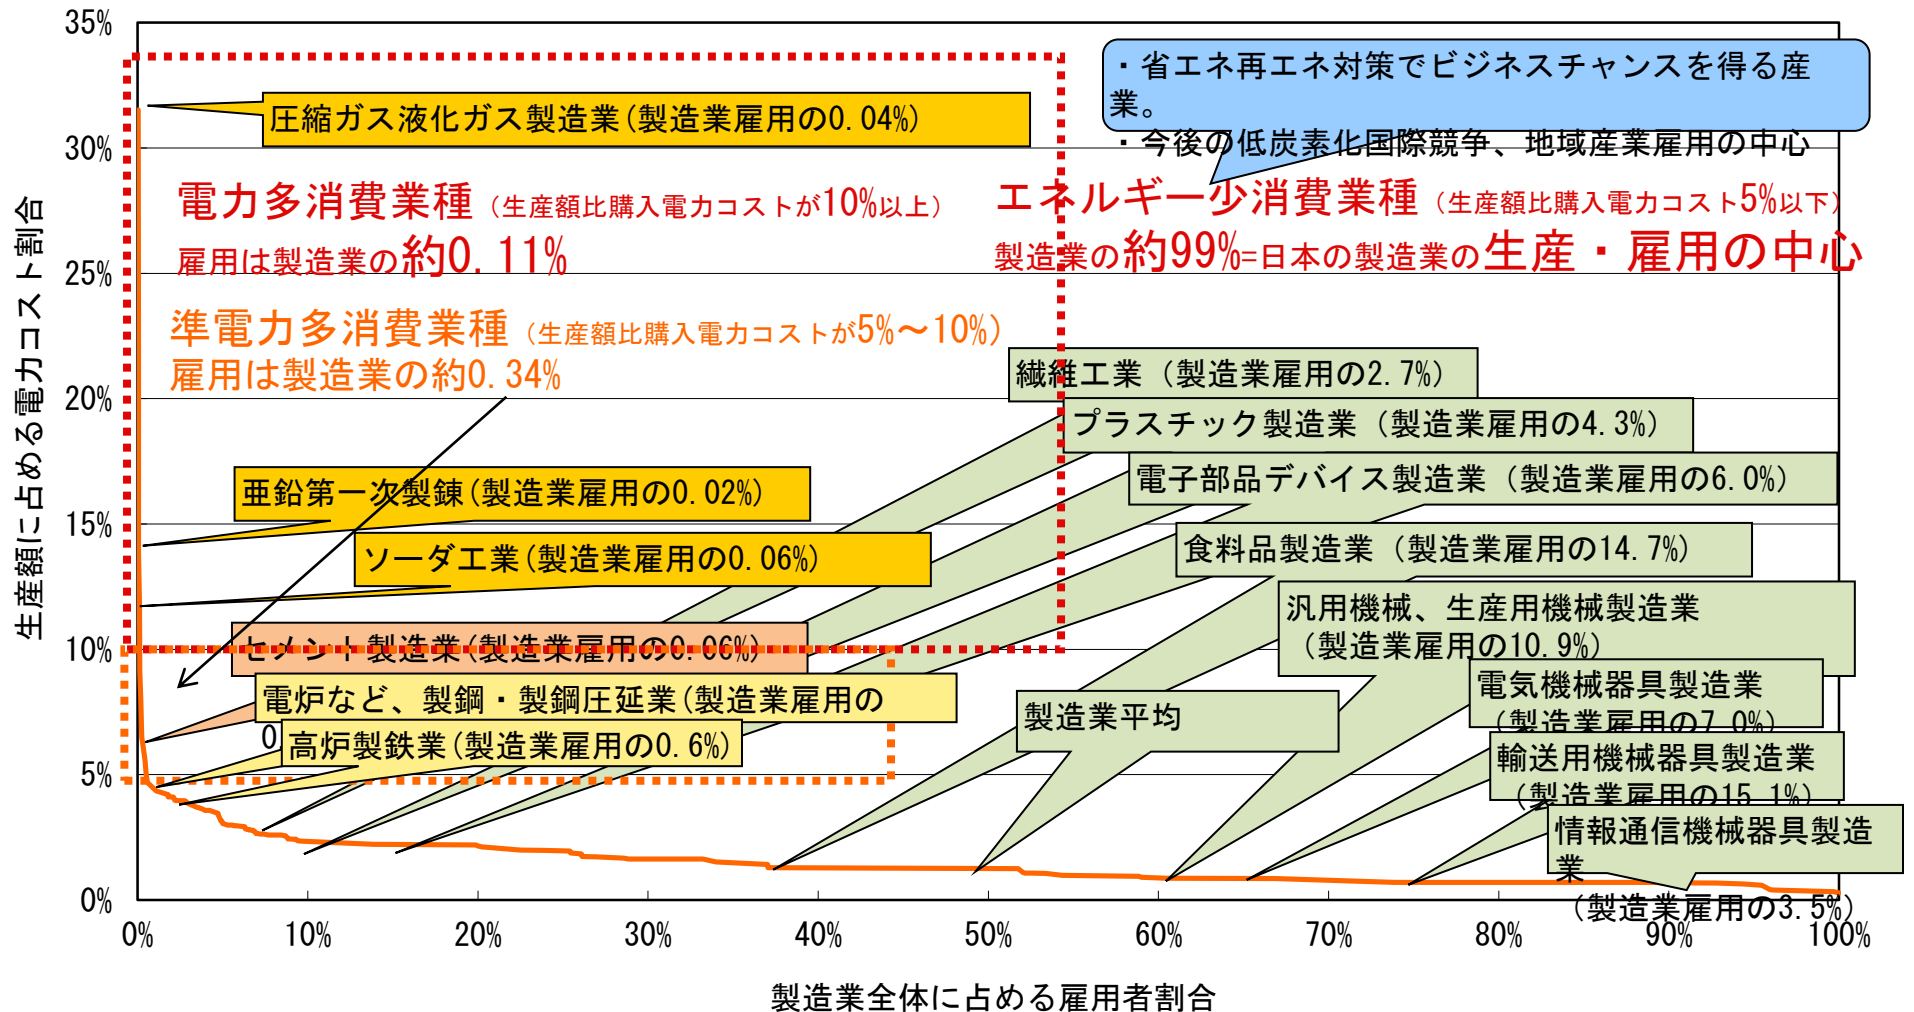 35%
30%
25%
20%
15%
10%
5%
0%
生産額に占める電力コスト割合
・省エネ再エネ対策でビジネスチャンスを得る産
業。
・今後の低炭素化国際競争、地域産業雇用の中心
圧縮ガス液化ガス製造業(製造業雇用の0.04%)
電力多消費業種（生産額比購入電力コストが10%以上）
雇用は製造業の約0.11%
エネルギー少消費業種（生産額比購入電力コスト5%以下）
製造業の約99%=日本の製造業の生産・雇用の中心
準電力多消費業種（生産額比購入電力コストが5%～10%）
雇用は製造業の約0.34%
繊維工業（製造業雇用の2.7%）
プラスチック製造業（製造業雇用の4.3%）
電子部品デバイス製造業（製造業雇用の6.0%）
亜鉛第一次製錬(製造業雇用の0.02%)
ソーダ工業(製造業雇用の0.06%)
食料品製造業（製造業雇用の14.7%）
汎用機械、生産用機械製造業
（製造業雇用の10.9%）
セメント製造業(製造業雇用の0.06%)
電炉など、製鋼・製鋼圧延業(製造業雇用の
0
高炉製鉄業(製造業雇用の0.6%)
製造業平均
電気機械器具製造業
（製造業雇用の7.0%）
輸送用機械器具製造業
（製造業雇用の15.1%）
情報通信機械器具製造
業
（製造業雇用の3.5%）
0%
10%
20%
30%
40%
50%
60%
70%
80%
90%
100%
製造業全体に占める雇用者割合